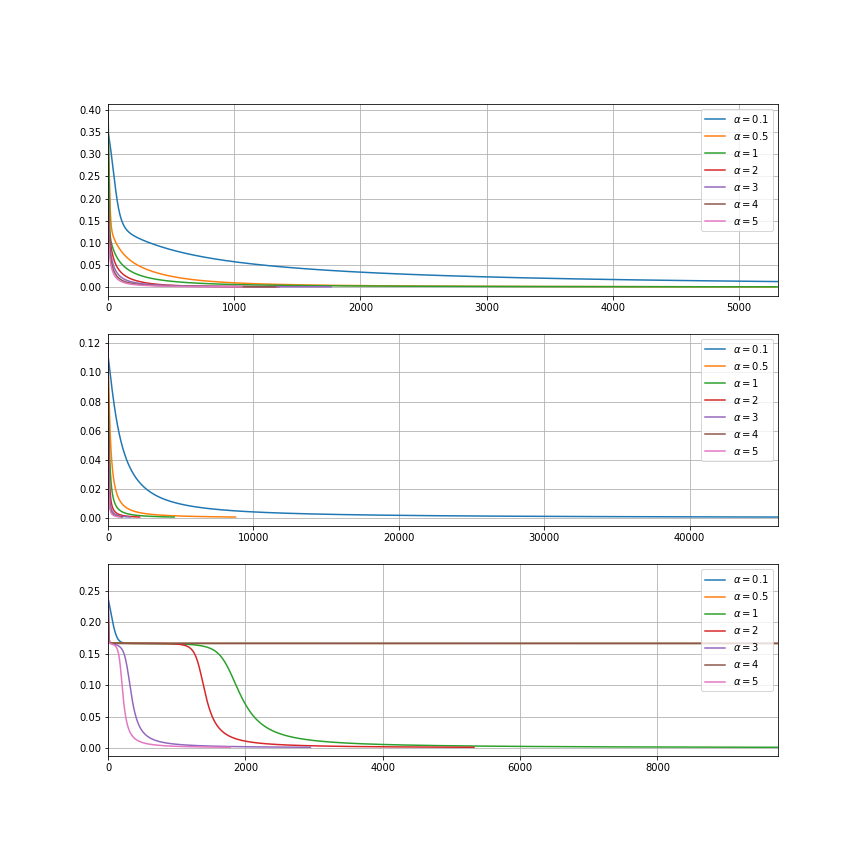 0.40
0.35
0.30
0.25
0.20
0.15
0.10
0.05
0.00
0 1000 2000 3000 4000 5000
α = 0.1
α = 0.5
α = 1
α = 2
α = 3
α = 4
α = 5
0.12
0.10
0.08
0.06
0.04
0.02
0.00
0 10000 20000 30000 40000
α = 0.1
α = 0.5
α = 1
α = 2
α = 3
α = 4
α = 5
0.25
0.20
0.15
0.10
0.05
0.00
0 2000 4000 6000 8000
α = 0.1
α = 0.5
α = 1
α = 2
α = 3
α = 4
α = 5